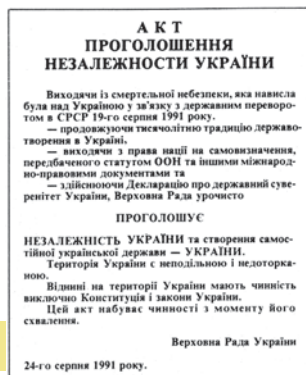 АКТ
ПРОГОЛОШЕННЯ
НЕЗАЛЕЖНОСТИ УКРАЇНИ
Виходячи із смертельної небезпеки, яка нависла
була над Україною у зв'язку з державним переворо-
том в СРСР 19-го серпня 1991 року.
— продовжуючи тисячолітню традицію державо-
творення в Україні.
— виходячи з права нації на самовизначення,
передбаченого статутом ООН та іншими міжнарод-
но-правовими документами та
— здійснюючи Декларацію про державний суве-
ренітет України, Верховна Рада урочисто
ПРОГОЛОШУЄ
НЕЗАЛЕЖНІСТЬ УКРАЇНИ та створення самос-
тійної української держави — УКРАЇНИ.
Територія України є неподільною і недоторка-
ною.
Віднині на території України мають чинність
виключно Конституція і закони України.
Цей акт набуває чинності з моменту його
схвалення.
Верховна Рада України
24-го серпня 1991 року.